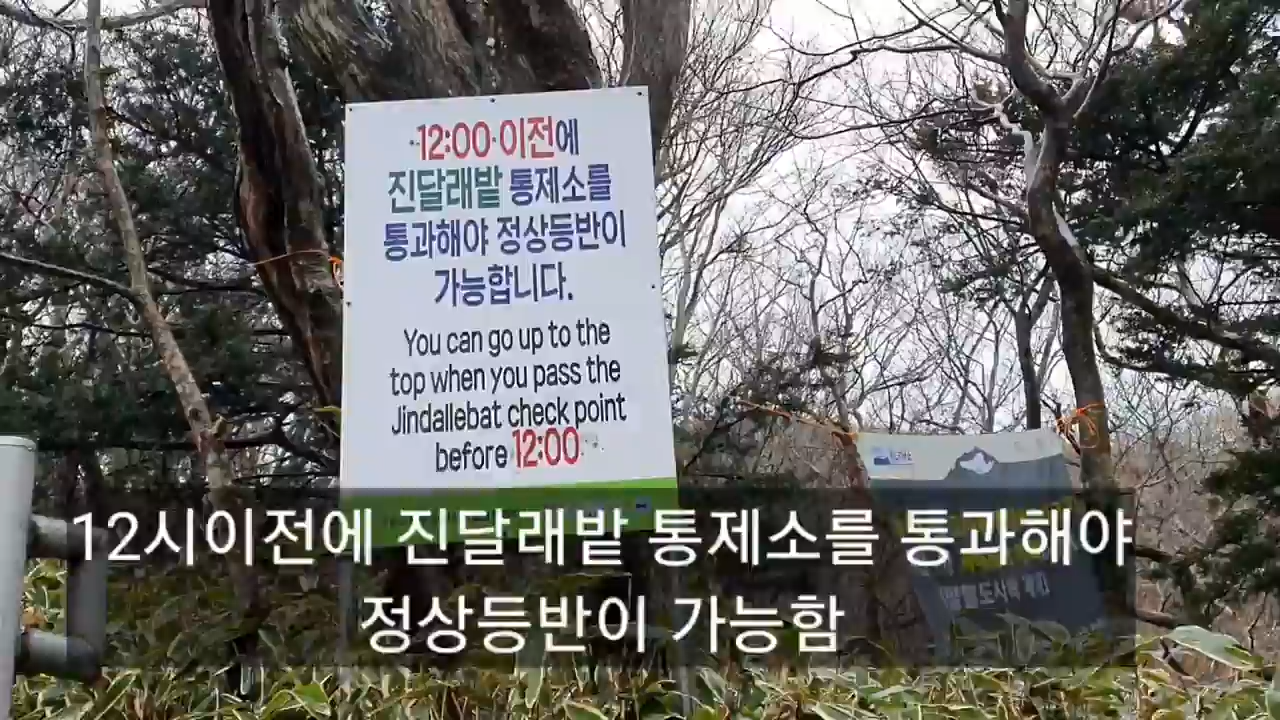 12:00 이전에
진달래밭 통제소를
통과해야 정상등반이
가능합니다.
You can go up to the
top when you pass the
Jindallebat check point
before 12:00
12시이전에 진달래밭 통제소를 통과해야
정상등반이 가능함